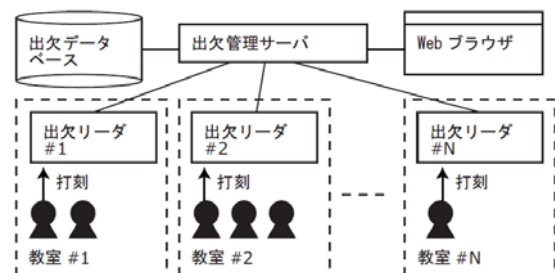 出欠データ
ベース
出欠管理サーバ
Web ブラウザ
出欠リーダ
#1
出欠リーダ
#2
出欠リーダ
#N
打刻
打刻
打刻
教室 #1
教室 #2
教室 #N